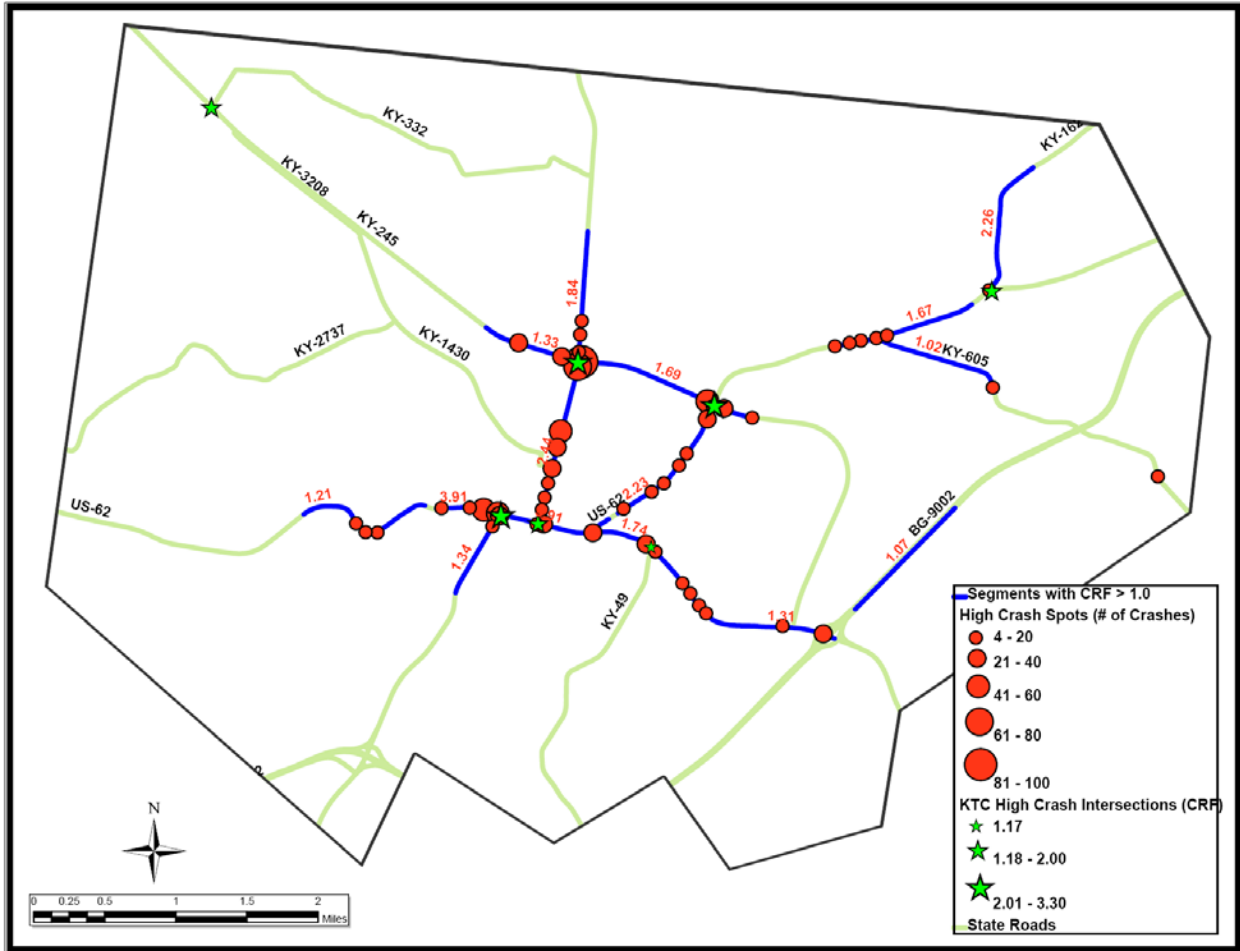 KY-162
KY-332
KY-3208
2.26
KY-245
1.84
1.67
KY-2737
KY-1430
1.33
1.02
KY-605
1.69
2.44
US-62
1.21
3.91
US-62
2.23
1.74
BG-9002
1.34
1.07
KY-49
1.31
Segments with CRF > 1.0
High Crash Spots (# of Crashes)
4 - 20
21 - 40
41 - 60
61 - 80
81 - 100
KTC High Crash Intersections (CRF)
1.17
1.18 - 2.00
2.01 - 3.30
State Roads
N
0 0.25 0.5 1 1.5 2
Miles